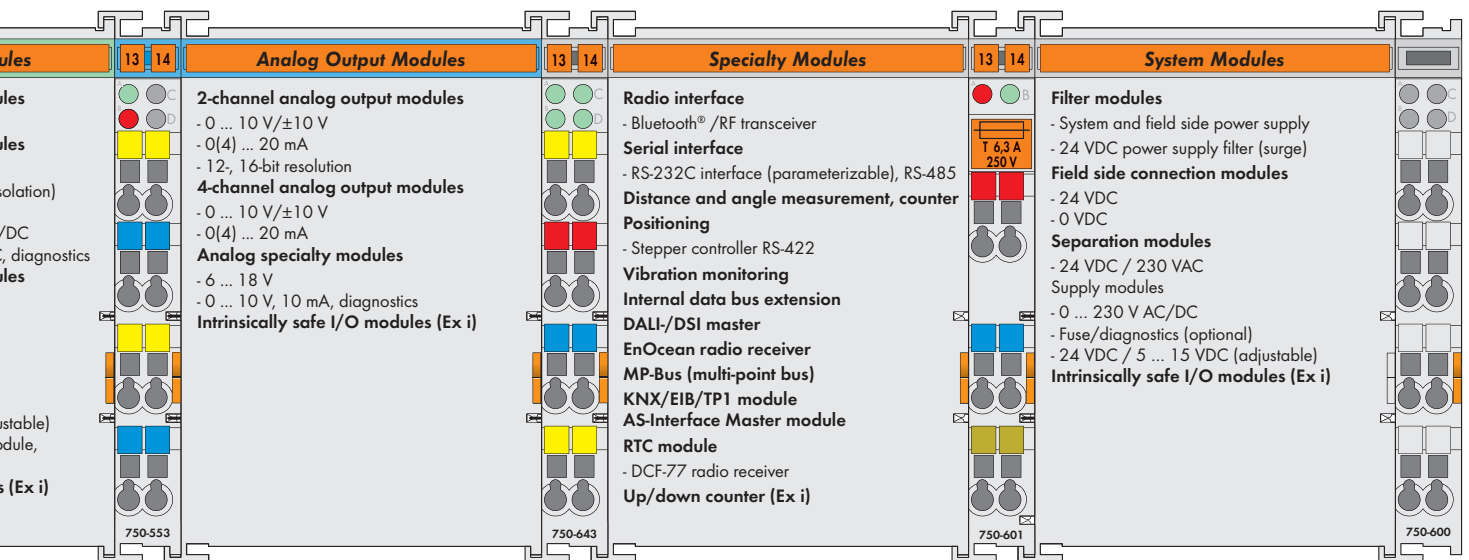 ules
ules
ules
solation)
/DC
C, diagnostics
ules
ustable)
odule,
s (Ex i)
13 14
A C
B D
750-553
Analog Output Modules
2-channel analog output modules
- 0 ... 10 V/±10 V
- 0(4) ... 20 mA
- 12-, 16-bit resolution
4-channel analog output modules
- 0 ... 10 V/±10 V
- 0(4) ... 20 mA
Analog specialty modules
- 6 ... 18 V
- 0 ... 10 V, 10 mA, diagnostics
Intrinsically safe I/O modules (Ex i)
13 14
A C
B D
750-643
Specialty Modules
Radio interface
- Bluetooth® /RF transceiver
Serial interface
- RS-232C interface (parameterizable), RS-485
Distance and angle measurement, counter
Positioning
- Stepper controller RS-422
Vibration monitoring
Internal data bus extension
DALI-/DSI master
EnOcean radio receiver
MP-Bus (multi-point bus)
KNX/EIB/TP1 module
AS-Interface Master module
RTC module
- DCF-77 radio receiver
Up/down counter (Ex i)
13 14
A B
T 6,3 A
250 V
750-601
System Modules
Filter modules
- System and field side power supply
- 24 VDC power supply filter (surge)
Field side connection modules
- 24 VDC
- 0 VDC
Separation modules
- 24 VDC / 230 VAC
Supply modules
- 0 ... 230 V AC/DC
- Fuse/diagnostics (optional)
- 24 VDC / 5 ... 15 VDC (adjustable)
Intrinsically safe I/O modules (Ex i)
C
D
750-600